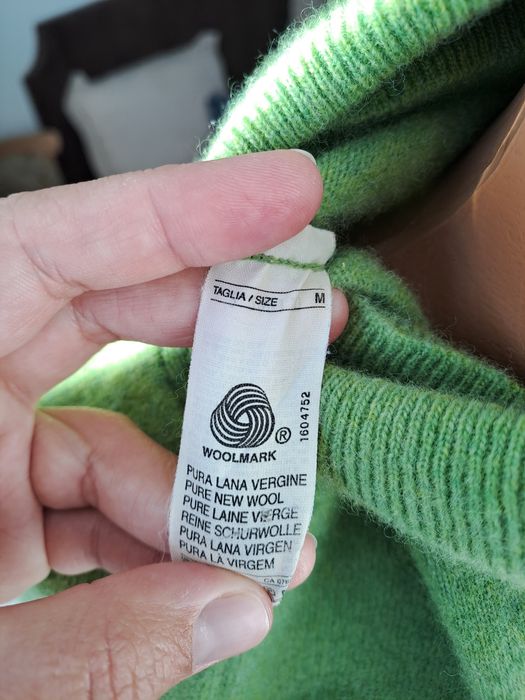 TAGLIA / SIZE M
®
1604752
WOOLMARK
PURA LANA VERGINE
PURE NEW WOOL
PURE LAINE VIERGE
REINE SCHURWOLLE
PURA LANA VIRGEN
PURA LA VIRGEM